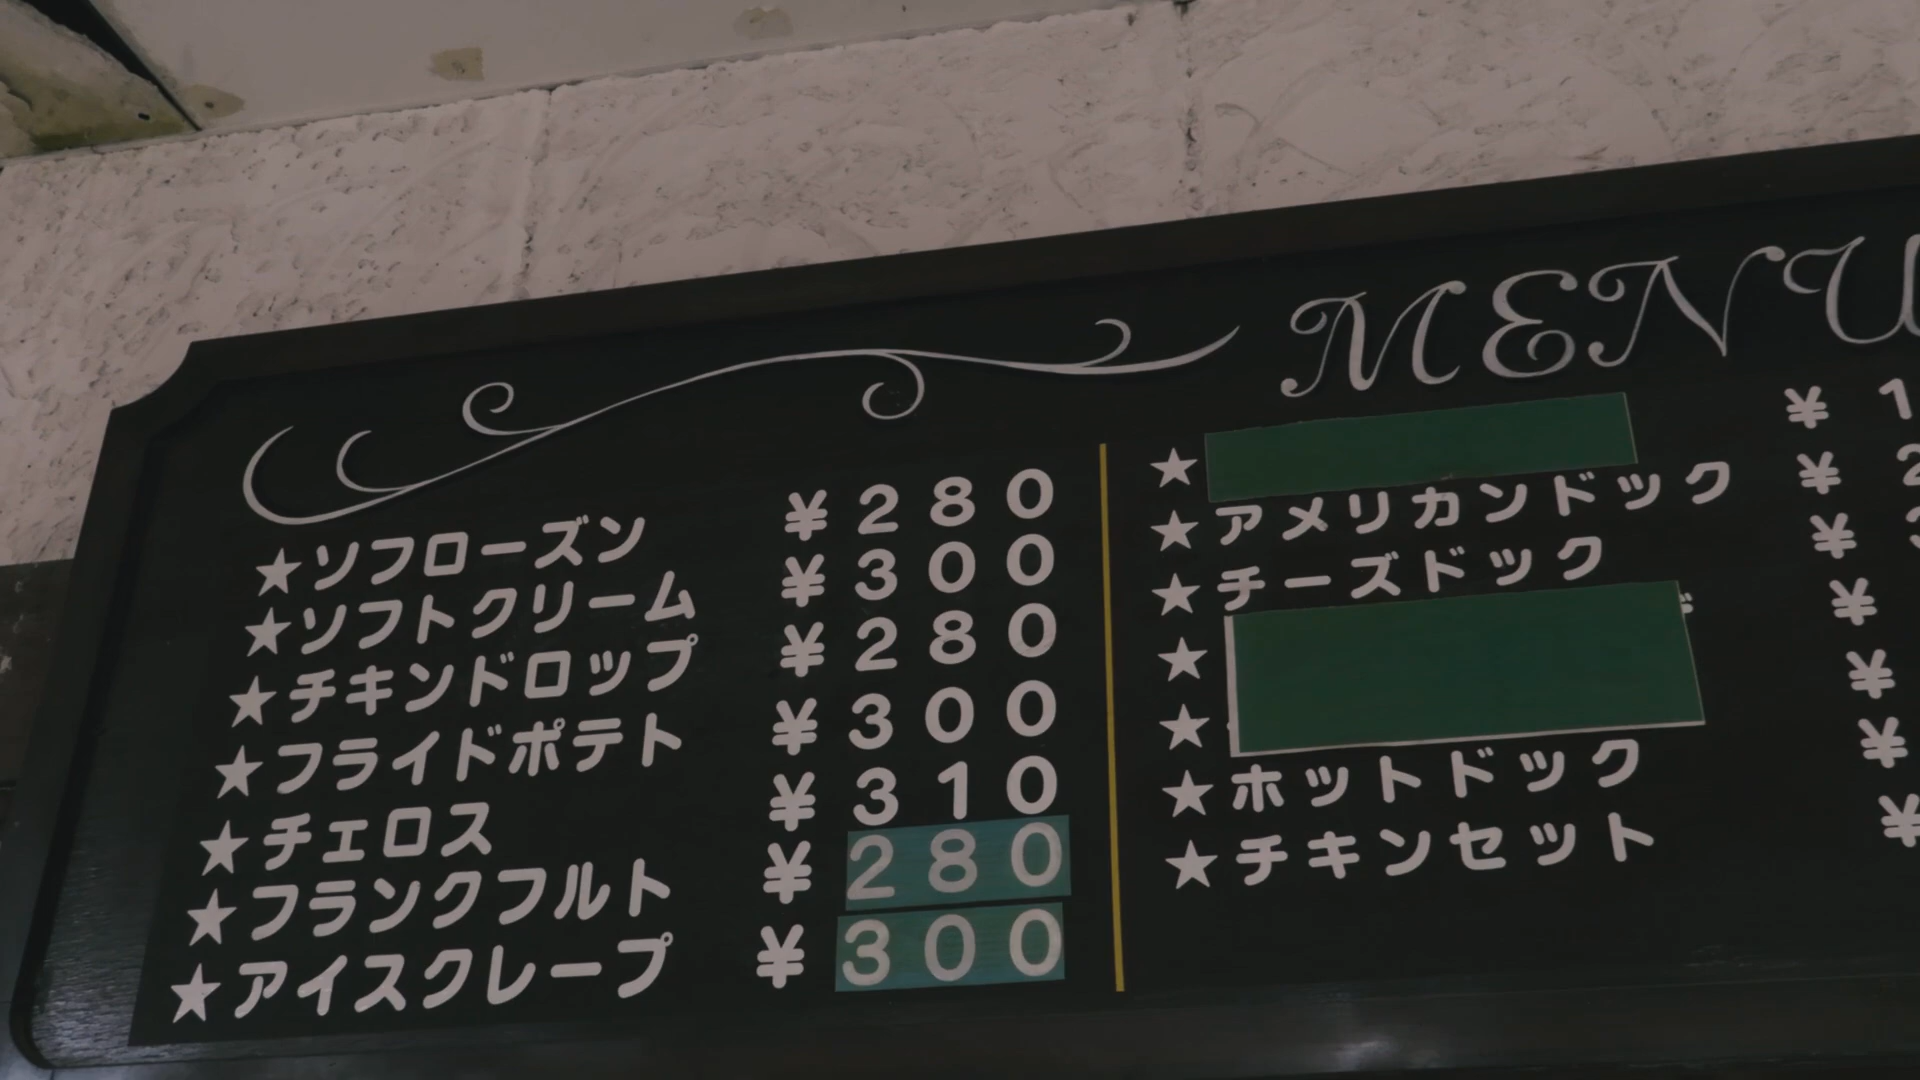 MENU
★ソフローズン ¥280
★ソフトクリーム ¥300
★チキンドロップ ¥280
★フライドポテト ¥300
★チェロス ¥310
★フランクフルト ¥280
★アイスクレープ ¥300
★ ¥1
★アメリカンドック ¥2
★チーズドック ¥
★ ¥
★ ¥
★ホットドック ¥
★チキンセット ¥